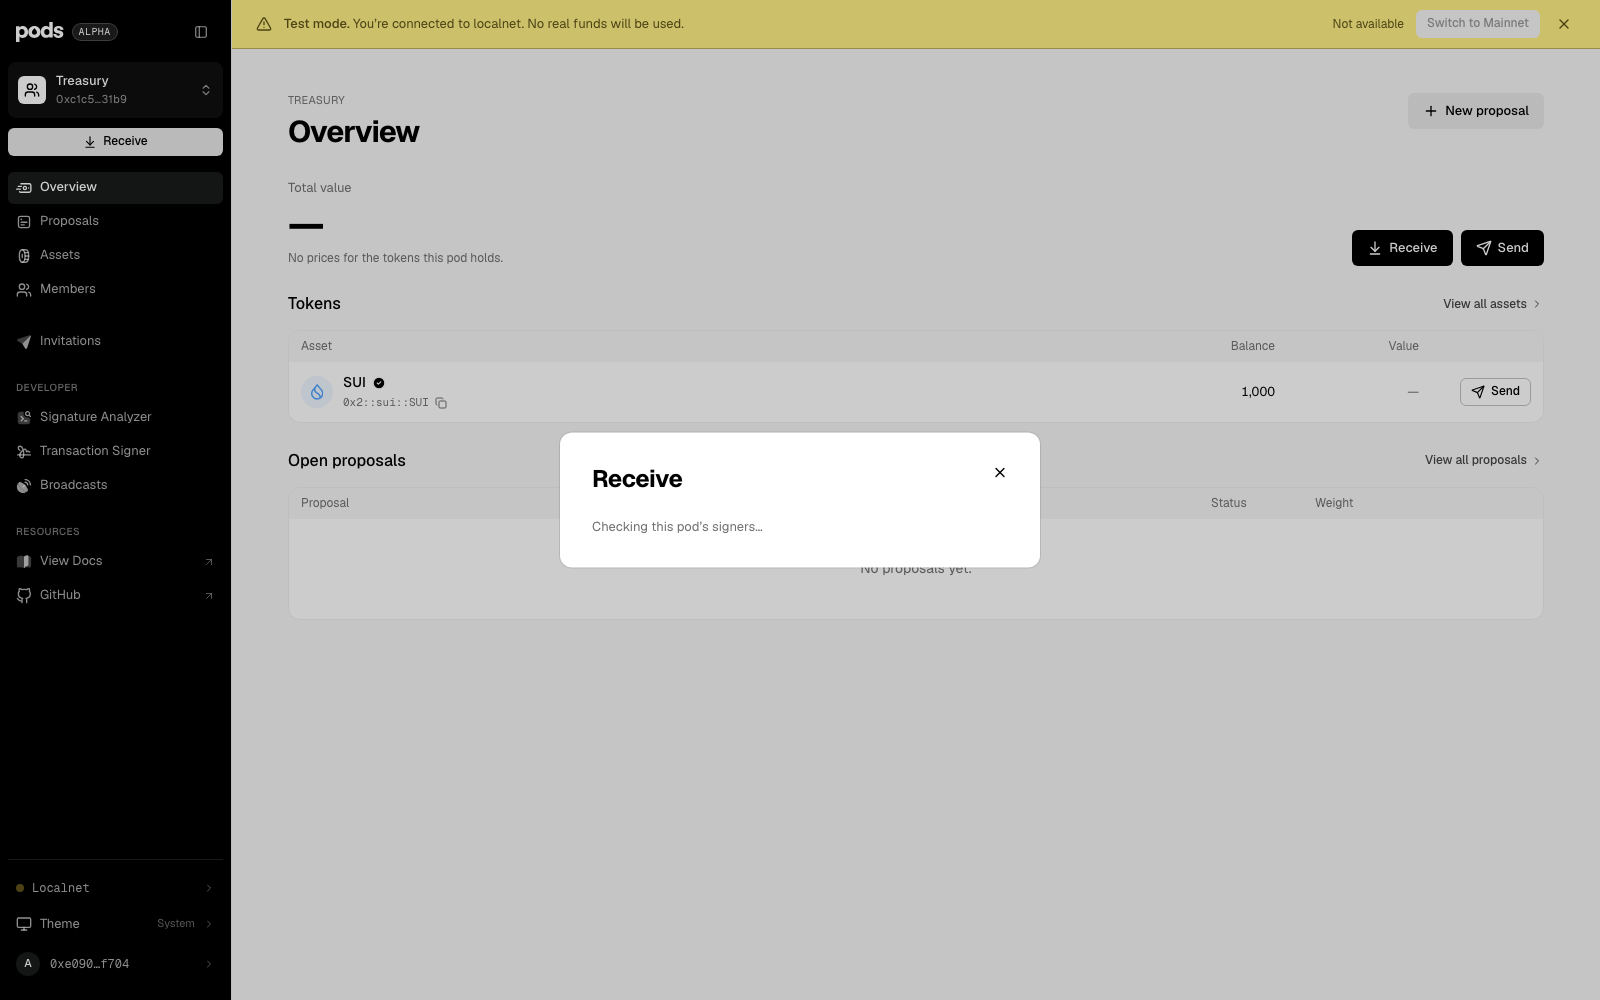 pods ALPHA
Treasury
0xc1c5…31b9
Receive
Overview
Proposals
Assets
Members
Invitations
DEVELOPER
Signature Analyzer
Transaction Signer
Broadcasts
RESOURCES
View Docs
GitHub
Localnet
Theme System
A 0xe090…f704
Test mode. You're connected to localnet. No real funds will be used.
Not available Switch to Mainnet
TREASURY
Overview
New proposal
Total value
—
No prices for the tokens this pod holds.
Receive Send
Tokens
View all assets
Asset Balance Value
SUI
0x2::sui::SUI
1,000 — Send
Open proposals
View all proposals
Proposal Status Weight
No proposals yet.
Receive
Checking this pod's signers…